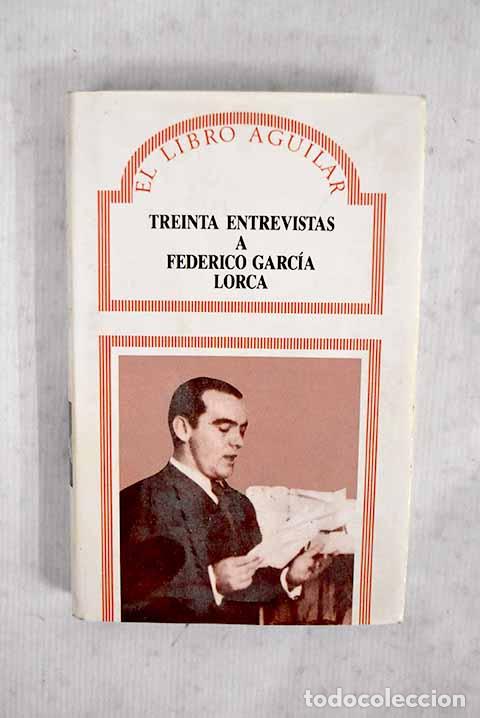 EL LIBRO AGUILAR
TREINTA ENTREVISTAS
A
FEDERICO GARCÍA
LORCA
todocoleccion